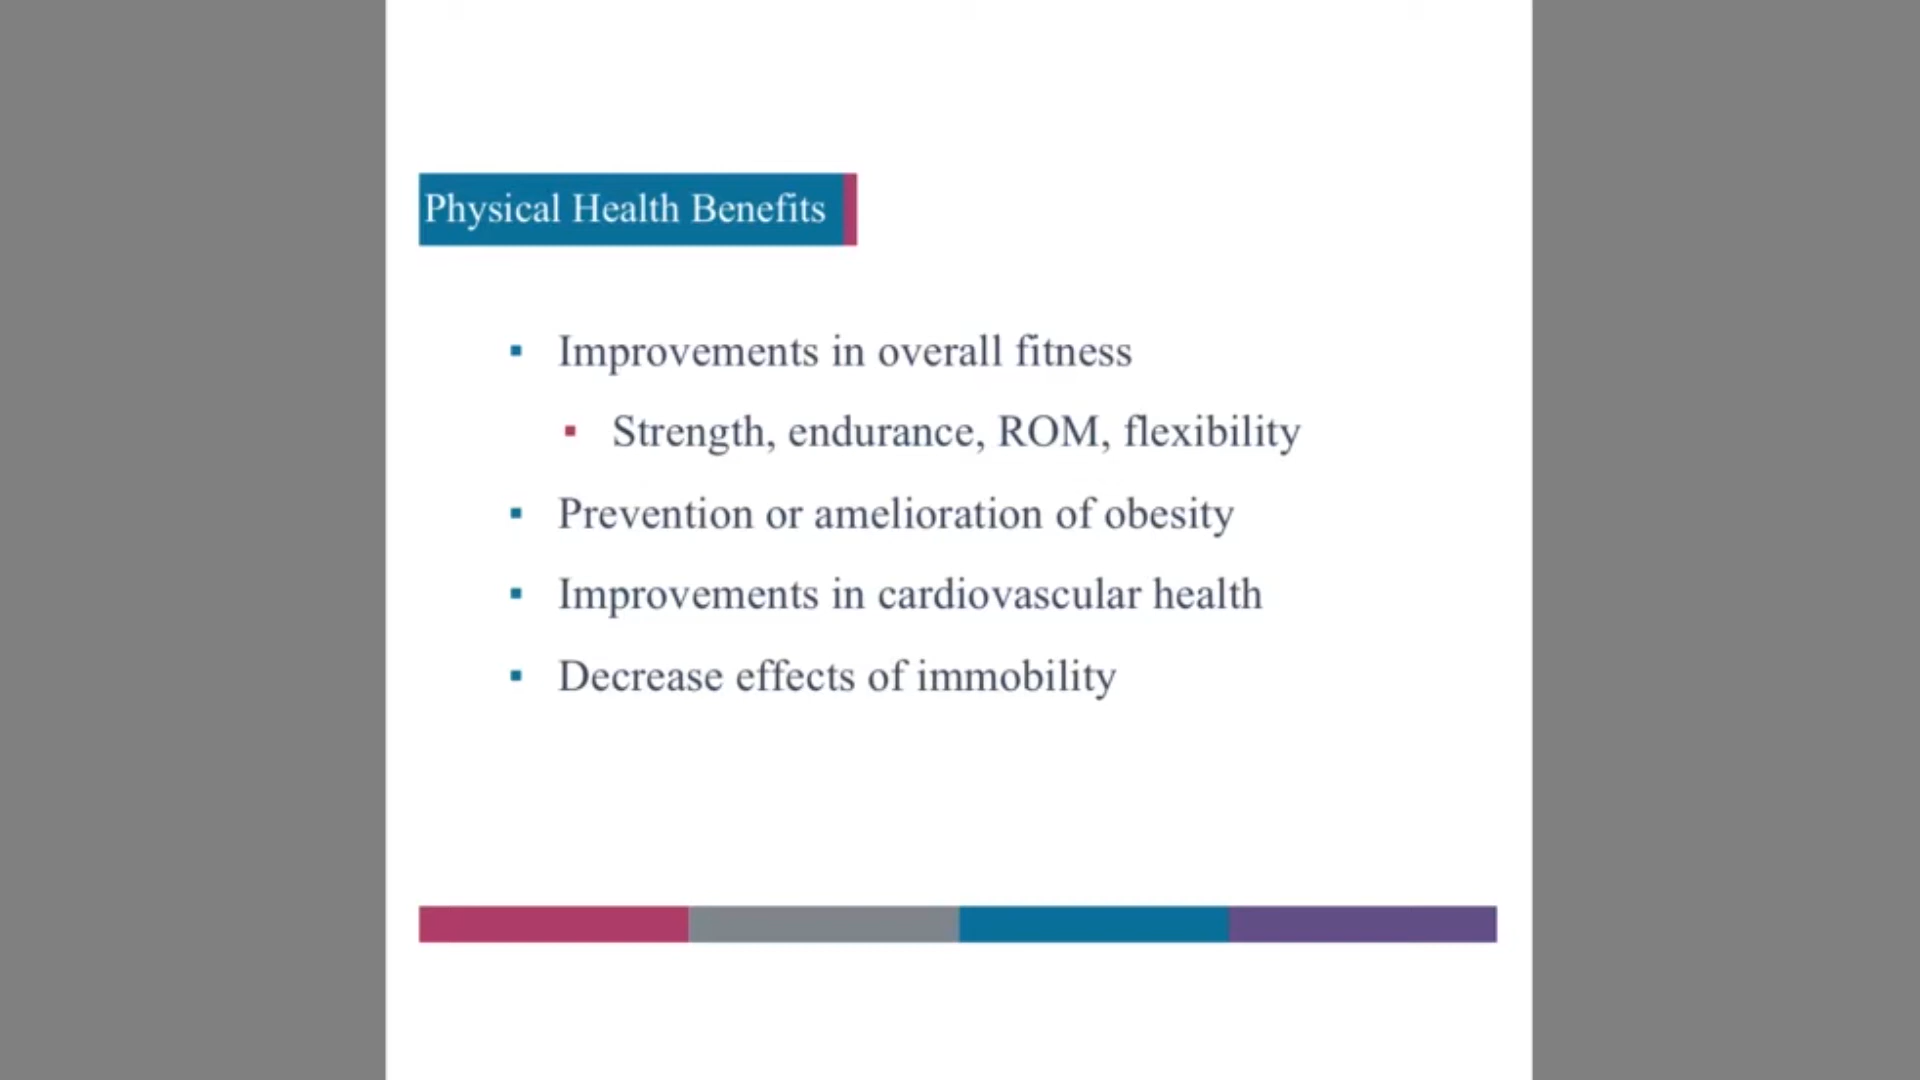 Physical Health Benefits
▪ Improvements in overall fitness
▪ Strength, endurance, ROM, flexibility
▪ Prevention or amelioration of obesity
▪ Improvements in cardiovascular health
▪ Decrease effects of immobility